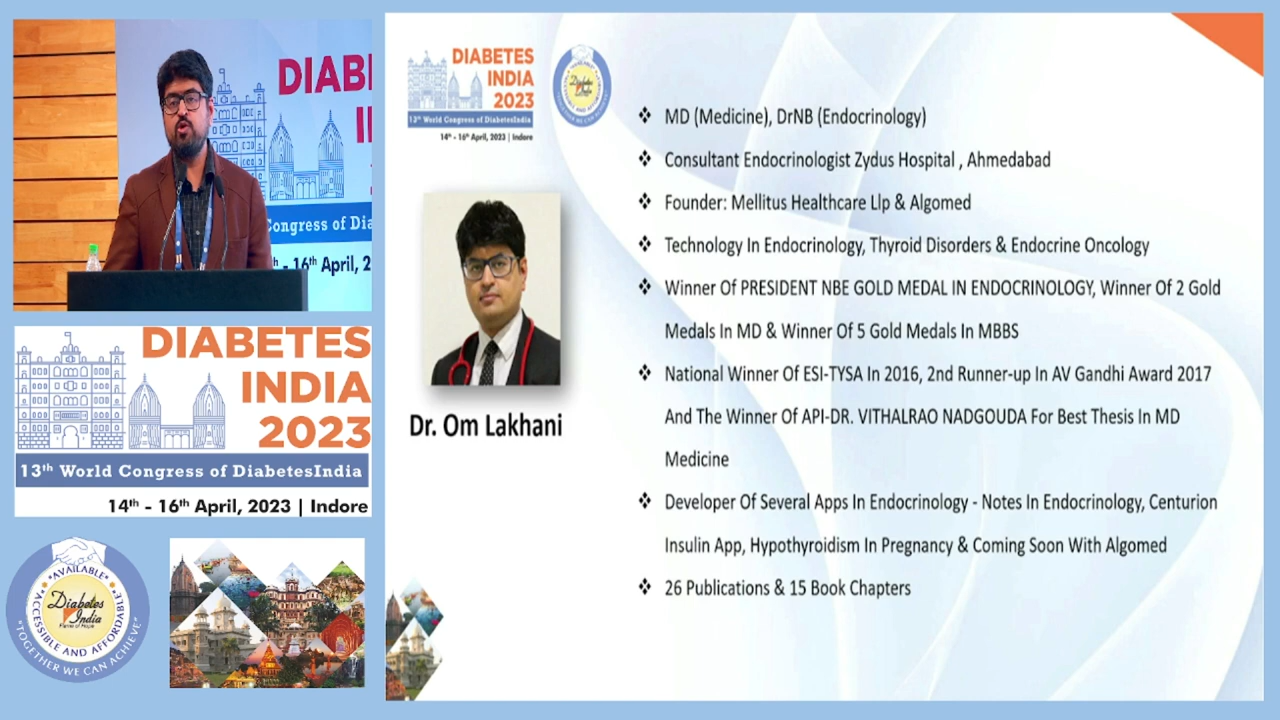 DIAB
I
Congress of Dia
- 16th April, 2
DIABETES
INDIA
2023
13th World Congress of DiabetesIndia
14th - 16th April, 2023 | Indore
"AVAILABLE"
"ACCESSIBLE AND AFFORDABLE"
Diabetes
India
"TOGETHER WE CAN ACHIEVE"
DIABETES
INDIA
2023
13th World Congress of DiabetesIndia
14th - 16th April, 2023 | Indore
Dr. Om Lakhani
❖ MD (Medicine), DrNB (Endocrinology)
❖ Consultant Endocrinologist Zydus Hospital , Ahmedabad
❖ Founder: Mellitus Healthcare Llp & Algomed
❖ Technology In Endocrinology, Thyroid Disorders & Endocrine Oncology
❖ Winner Of PRESIDENT NBE GOLD MEDAL IN ENDOCRINOLOGY, Winner Of 2 Gold
Medals In MD & Winner Of 5 Gold Medals In MBBS
❖ National Winner Of ESI-TYSA In 2016, 2nd Runner-up In AV Gandhi Award 2017
And The Winner Of API-DR. VITHALRAO NADGOUDA For Best Thesis In MD
Medicine
❖ Developer Of Several Apps In Endocrinology - Notes In Endocrinology, Centurion
Insulin App, Hypothyroidism In Pregnancy & Coming Soon With Algomed
❖ 26 Publications & 15 Book Chapters